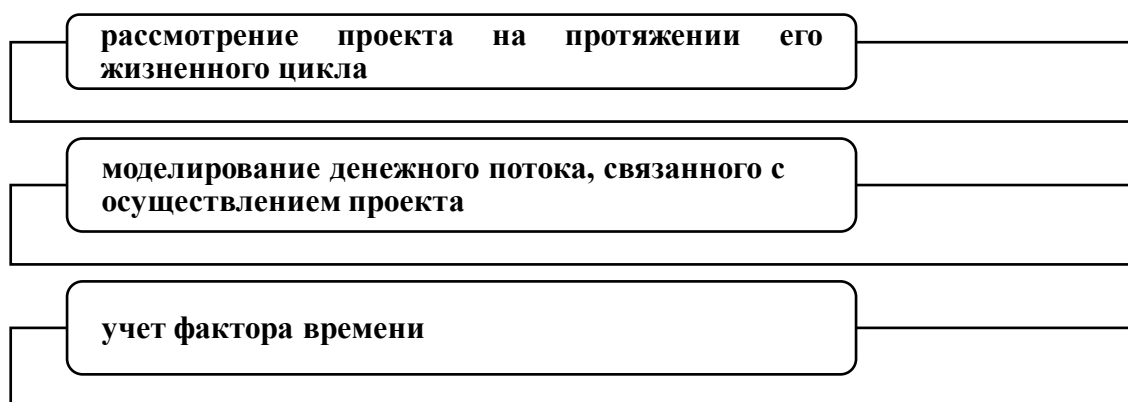 рассмотрение проекта на протяжении его
жизненного цикла
моделирование денежного потока, связанного с
осуществлением проекта
учет фактора времени